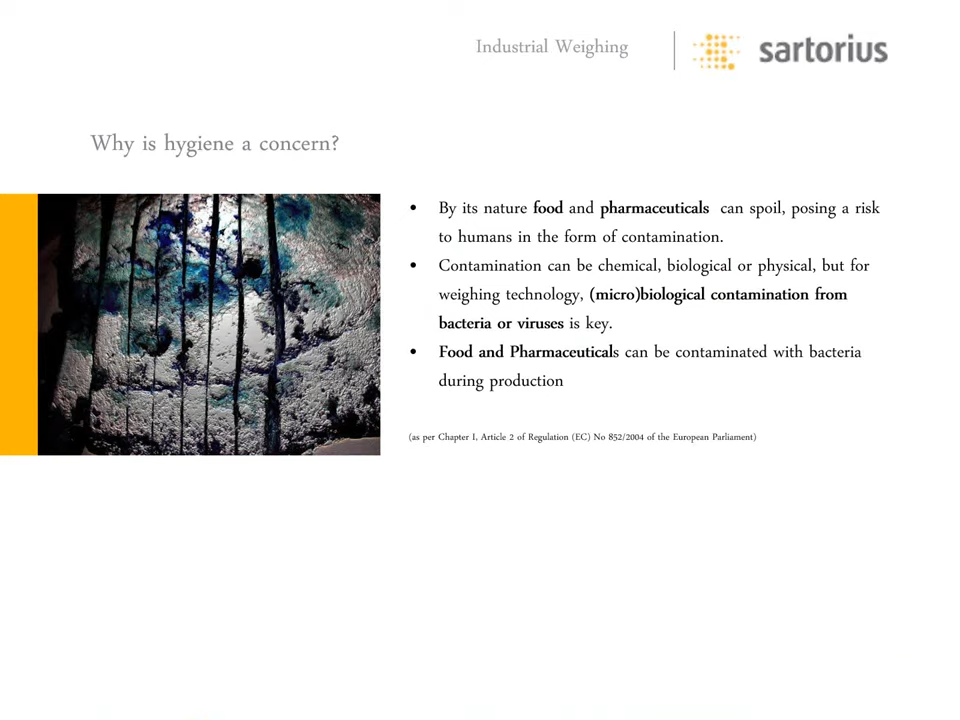 Industrial Weighing
sartorius
Why is hygiene a concern?
• By its nature food and pharmaceuticals can spoil, posing a risk
to humans in the form of contamination.
• Contamination can be chemical, biological or physical, but for
weighing technology, (micro)biological contamination from
bacteria or viruses is key.
• Food and Pharmaceuticals can be contaminated with bacteria
during production
(as per Chapter I, Article 2 of Regulation (EC) No 852/2004 of the European Parliament)